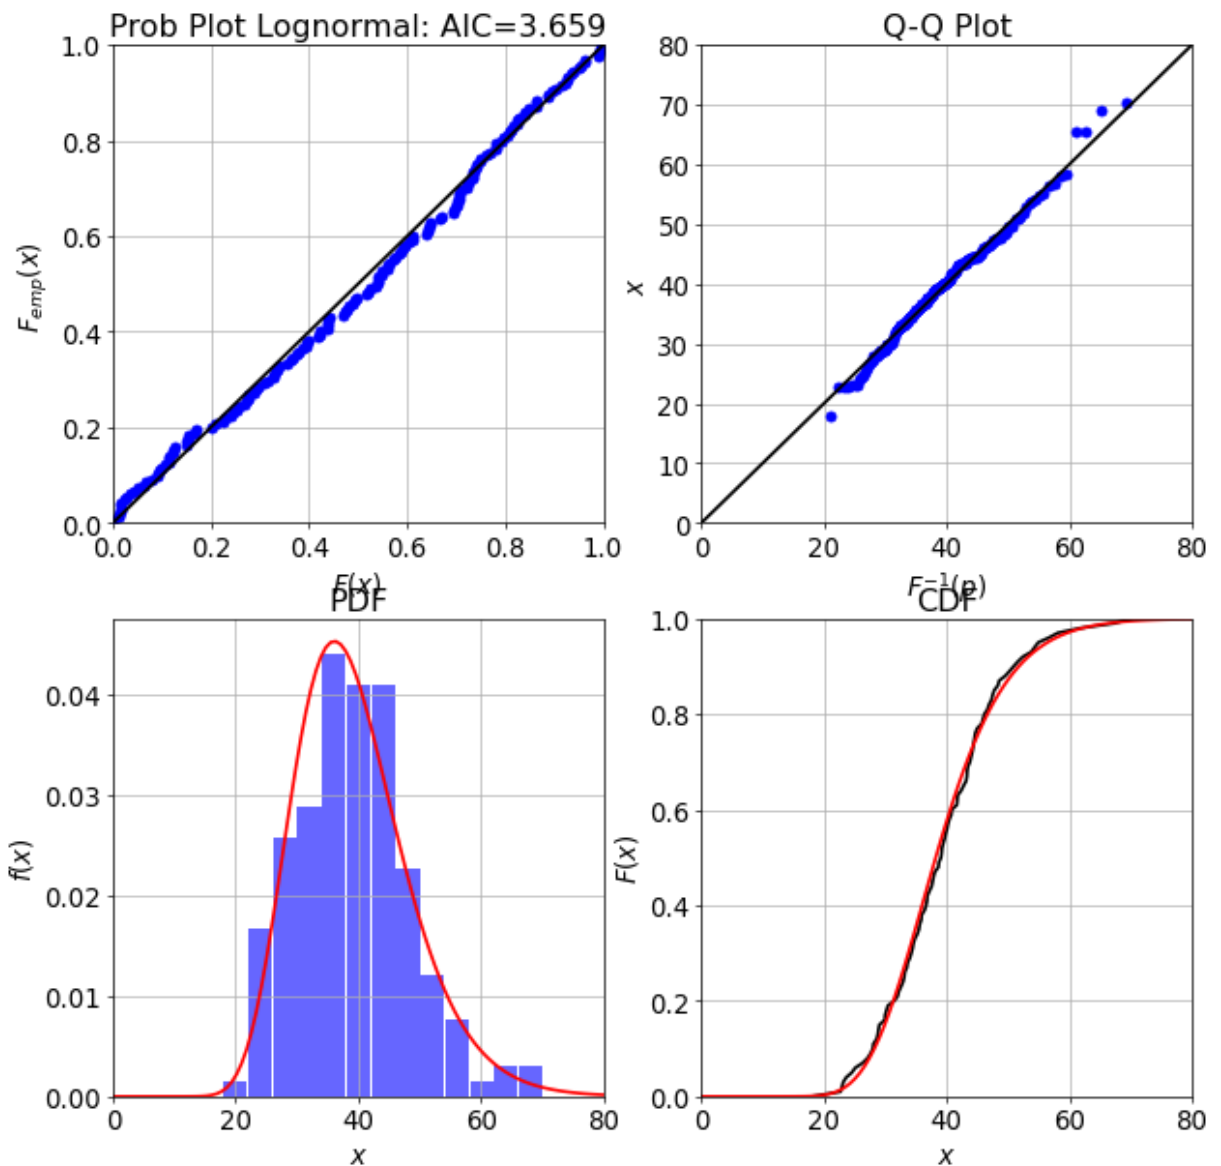 Prob Plot Lognormal: AIC=3.659
1.0
0.8
0.6
0.4
0.2
0.0
F_emp(x)
0.0 0.2 0.4 0.6 0.8 1.0
F(x)
Q-Q Plot
80
70
60
50
40
30
20
10
0
x
0 20 40 60 80
F⁻¹(p)
PDF
0.04
0.03
0.02
0.01
0.00
f(x)
0 20 40 60 80
x
CDF
1.0
0.8
0.6
0.4
0.2
0.0
F(x)
0 20 40 60 80
x